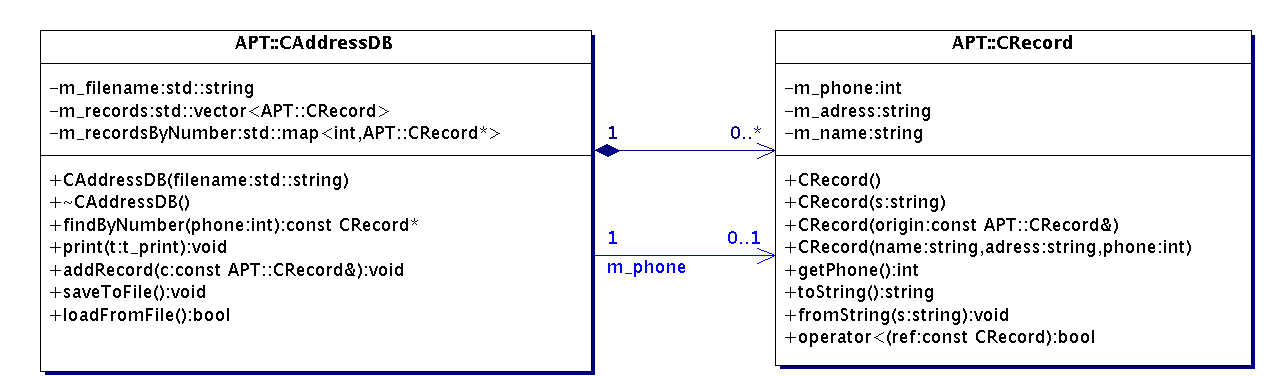 APT::CAddressDB
-m_filename:std::string
-m_records:std::vector<APT::CRecord>
-m_recordsByNumber:std::map<int,APT::CRecord*>
+CAddressDB(filename:std::string)
+~CAddressDB()
+findByNumber(phone:int):const CRecord*
+print(t:t_print):void
+addRecord(c:const APT::CRecord&):void
+saveToFile():void
+loadFromFile():bool
1 0..*
1 0..1
m_phone
APT::CRecord
-m_phone:int
-m_adress:string
-m_name:string
+CRecord()
+CRecord(s:string)
+CRecord(origin:const APT::CRecord&)
+CRecord(name:string,adress:string,phone:int)
+getPhone():int
+toString():string
+fromString(s:string):void
+operator<(ref:const CRecord):bool